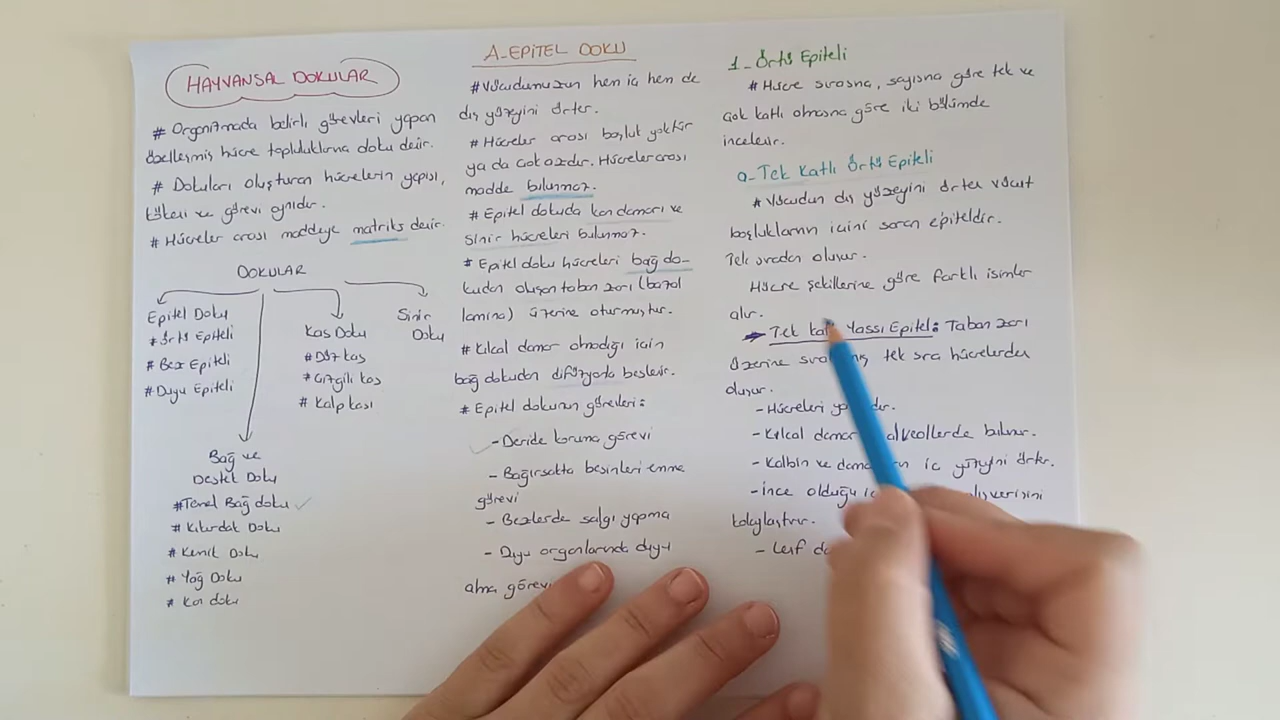 HAYVANSAL DOKULAR
# Organizmada belirli görevleri yapan
özelleşmiş hücre topluluklarına doku denir.
# Dokuları oluşturan hücrelerin yapısı,
kökeni ve görevi aynıdır.
# Hücreler arası maddeye matriks denir.
DOKULAR
Epitel Doku
# Örtü Epiteli
# Bez Epiteli
# Duyu Epiteli
Kas Doku
# Düz kas
# Çizgili kas
# Kalp kası
Sinir
Doku
Bağ ve
Destek Doku
# Temel Bağ doku
# Kıkırdak Doku
# Kemik Doku
# Yağ Doku
# Kan doku
A-EPİTEL DOKU
# Vücudumuzun hem iç hem de
dış yüzeyini örter.
# Hücreler arası boşluk yoktur
ya da çok azdır. Hücreler arası
madde bulunmaz.
# Epitel dokuda kan damarı ve
sinir hücreleri bulunmaz.
# Epitel doku hücreleri bağ do-
kudan oluşan taban zarı (bazal
lamina) üzerine oturmuştur.
# Kılcal damar olmadığı için
bağ dokudan difüzyonla beslenir.
# Epitel dokunun görevleri:
- Deride koruma görevi
- Bağırsakta besinleri emme
görevi
- Bezlerde salgı yapma
- Duyu organlarında duyu
alma görevi
1- Örtü Epiteli
# Hücre sırasına, sayısına göre tek ve
çok katlı olmasına göre iki bölümde
incelenir.
a- Tek Katlı Örtü Epiteli
# Vücudun dış yüzeyini örten vücut
boşluklarının içini saran epiteldir.
Tek sıradan oluşur.
Hücre şekillerine göre farklı isimler
alır.
Tek kat Yassı Epitel: Taban zarı
üzerine tek sıra hücrelerden
oluşur.
- Hücreleri
- Kılcal damar alveollerde bulunur.
- Kalbin ve iç yüzeyini örter.
- İnce olduğu
kolaylaştırır.
- Lenf